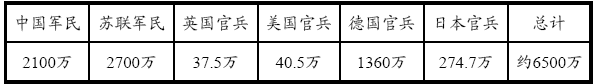 中国军民 苏联军民 英国官兵 美国官兵 德国官兵 日本官兵 总计
2100万 2700万 37.5万 40.5万 1360万 274.7万 约6500万